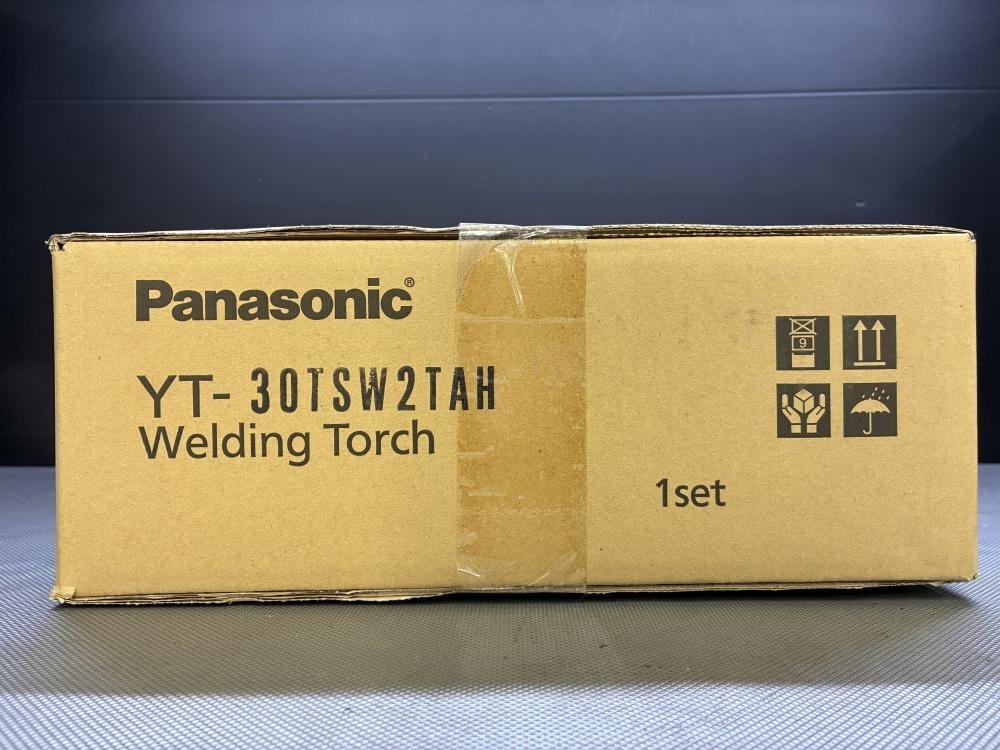 Panasonic®
YT- 30TSW2TAH
Welding Torch
9
1set